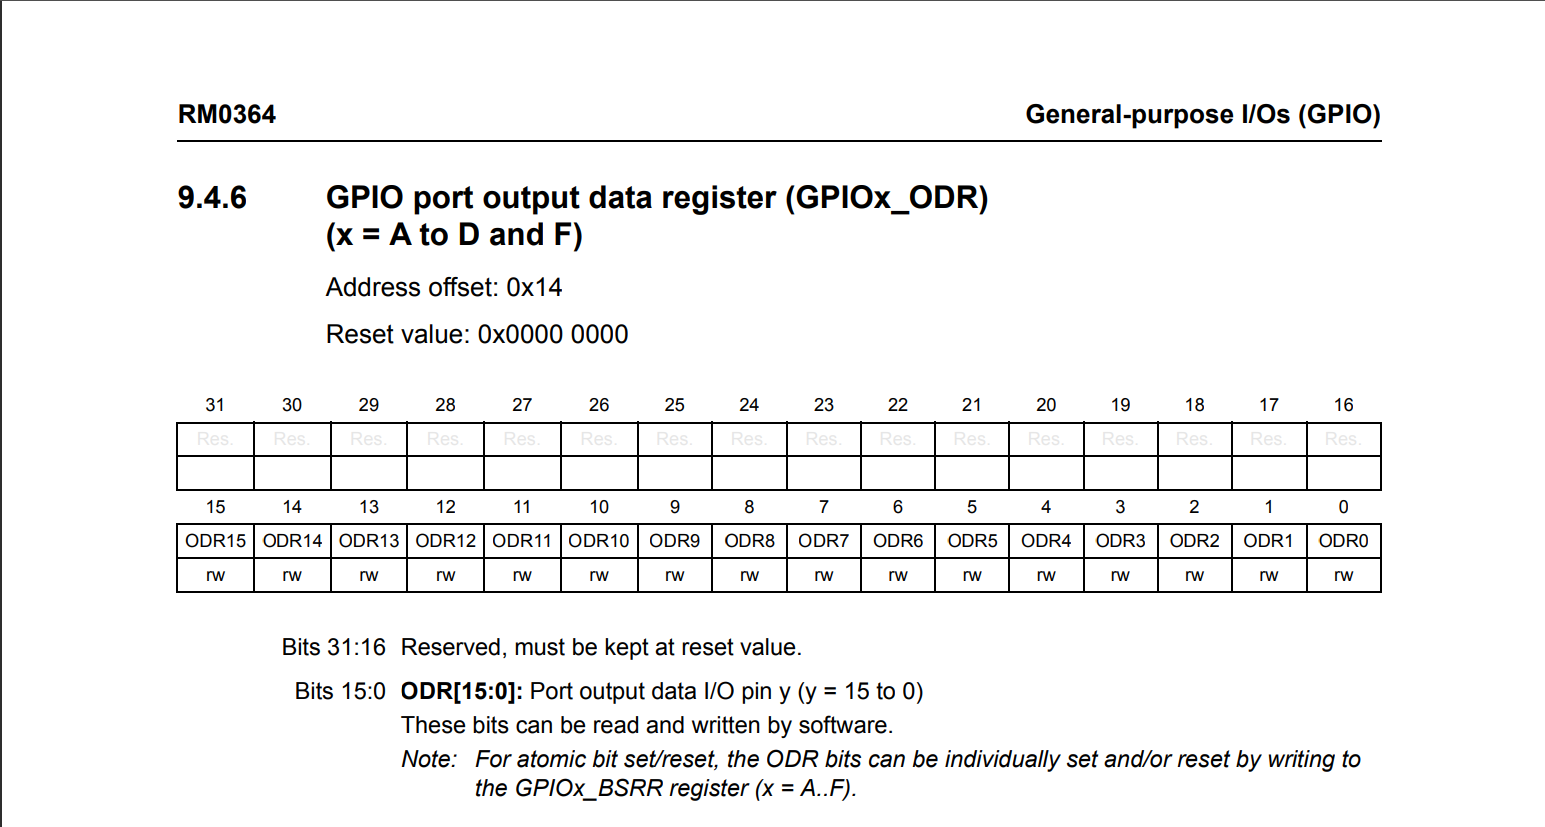 RM0364 General-purpose I/Os (GPIO)
9.4.6 GPIO port output data register (GPIOx_ODR)
(x = A to D and F)
Address offset: 0x14
Reset value: 0x0000 0000
31 30 29 28 27 26 25 24 23 22 21 20 19 18 17 16
Res. Res. Res. Res. Res. Res. Res. Res. Res. Res. Res. Res. Res. Res. Res. Res.
15 14 13 12 11 10 9 8 7 6 5 4 3 2 1 0
ODR15 ODR14 ODR13 ODR12 ODR11 ODR10 ODR9 ODR8 ODR7 ODR6 ODR5 ODR4 ODR3 ODR2 ODR1 ODR0
rw rw rw rw rw rw rw rw rw rw rw rw rw rw rw rw
Bits 31:16 Reserved, must be kept at reset value.
Bits 15:0 ODR[15:0]: Port output data I/O pin y (y = 15 to 0)
These bits can be read and written by software.
Note: For atomic bit set/reset, the ODR bits can be individually set and/or reset by writing to
the GPIOx_BSRR register (x = A..F).